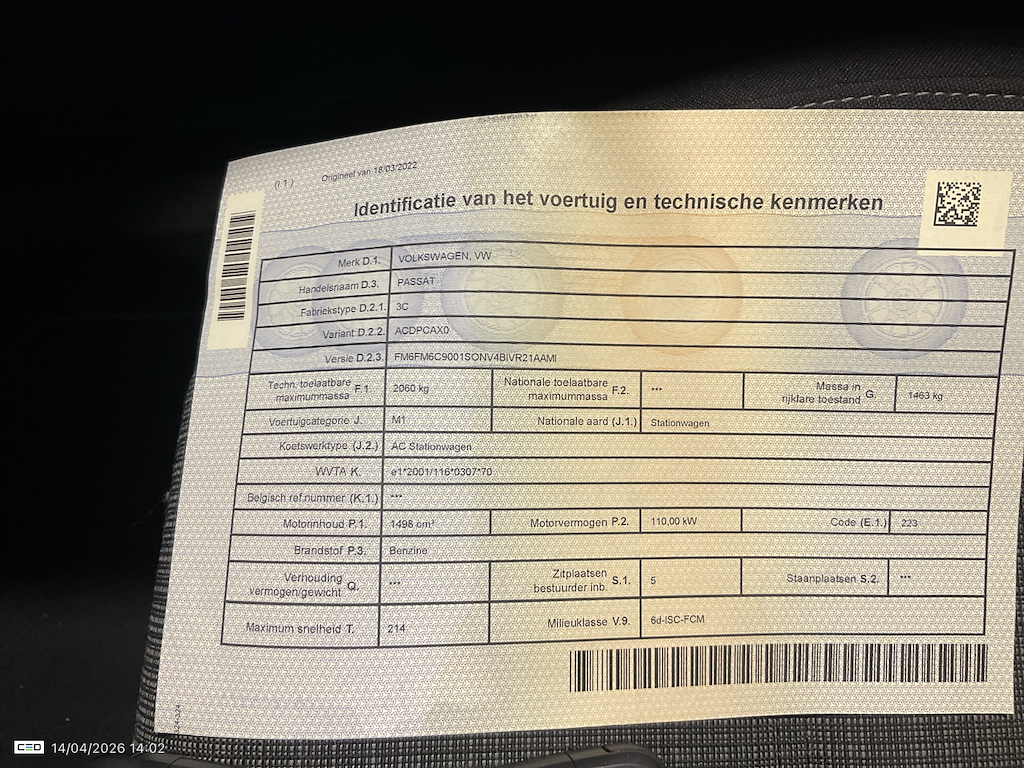 (I 1)
Origineel van 18/03/2022
Identificatie van het voertuig en technische kenmerken
Merk D.1. VOLKSWAGEN, VW
Handelsnaam D.3. PASSAT
Fabriekstype D.2.1. 3C
Variant D.2.2. ACDPCAX0
Versie D.2.3. FM6FM6C9001SONV4BIVR21AAMI
Techn. toelaatbare maximummassa F.1. 2060 kg Nationale toelaatbare maximummassa F.2. *** Massa in rijklare toestand G. 1463 kg
Voertuigcategorie J. M1 Nationale aard (J.1.) Stationwagen
Koetswerktype (J.2.) AC Stationwagen
WVTA K. e1*2001/116*0307*70
Belgisch ref.nummer (K.1.) ***
Motorinhoud P.1. 1498 cm³ Motorvermogen P.2. 110,00 kW Code (E.1.) 223
Brandstof P.3. Benzine
Verhouding vermogen/gewicht Q. *** Zitplaatsen bestuurder inb. S.1. 5 Staanplaatsen S.2. ***
Maximum snelheid T. 214 Milieuklasse V.9. 6d-ISC-FCM
CED 14/04/2026 14:02